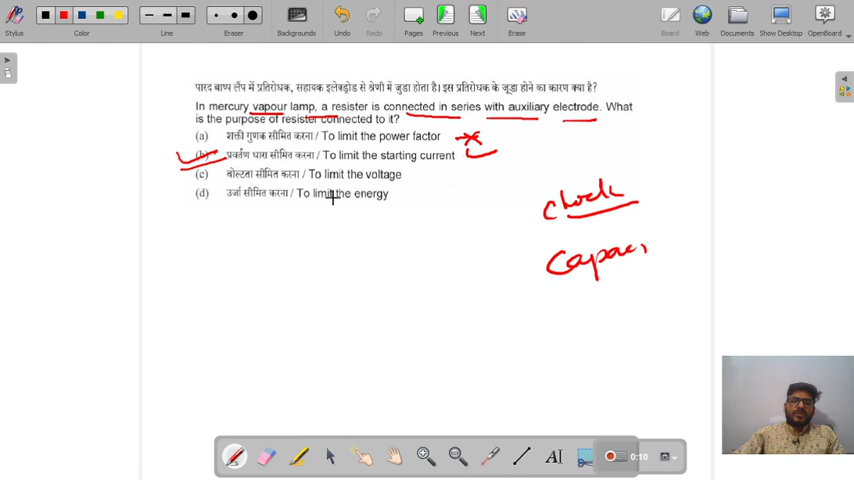 Stylus
Color
Line
Eraser
Backgrounds
Undo
Redo
Pages
Previous
Next
Erase
Board
Web
Documents
Show Desktop
OpenBoard
पारद बाष्प लैंप में प्रतिरोधक, सहायक इलेक्ट्रोड से श्रेणी में जुडा होता है। इस प्रतिरोधक के जूडा होने का कारण क्या है?
In mercury vapour lamp, a resister is connected in series with auxiliary electrode. What
is the purpose of resister connected to it?
(a) शक्ती गुणक सीमित करना / To limit the power factor
(b) प्रवर्तण धारा सीमित करना / To limit the starting current
(c) बोल्टता सीमित करना / To limit the voltage
(d) उर्जा सीमित करना / To limit the energy
chock
Capac
0:10